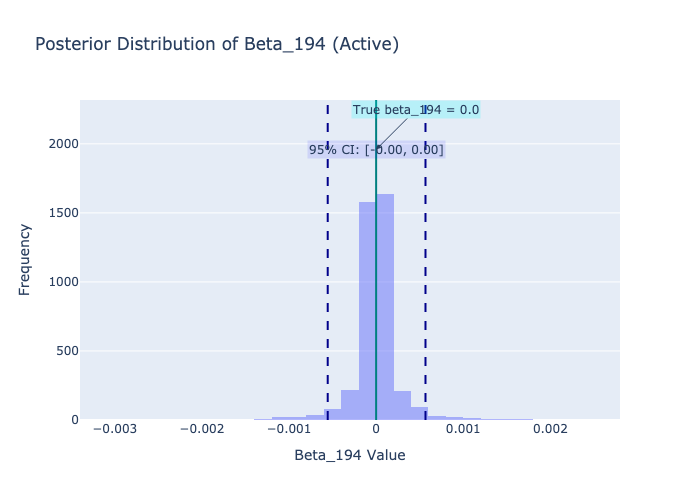 Posterior Distribution of Beta_194 (Active)
True beta_194 = 0.0
95% CI: [-0.00, 0.00]
2000
1500
1000
500
0
Frequency
−0.003
−0.002
−0.001
0
0.001
0.002
Beta_194 Value